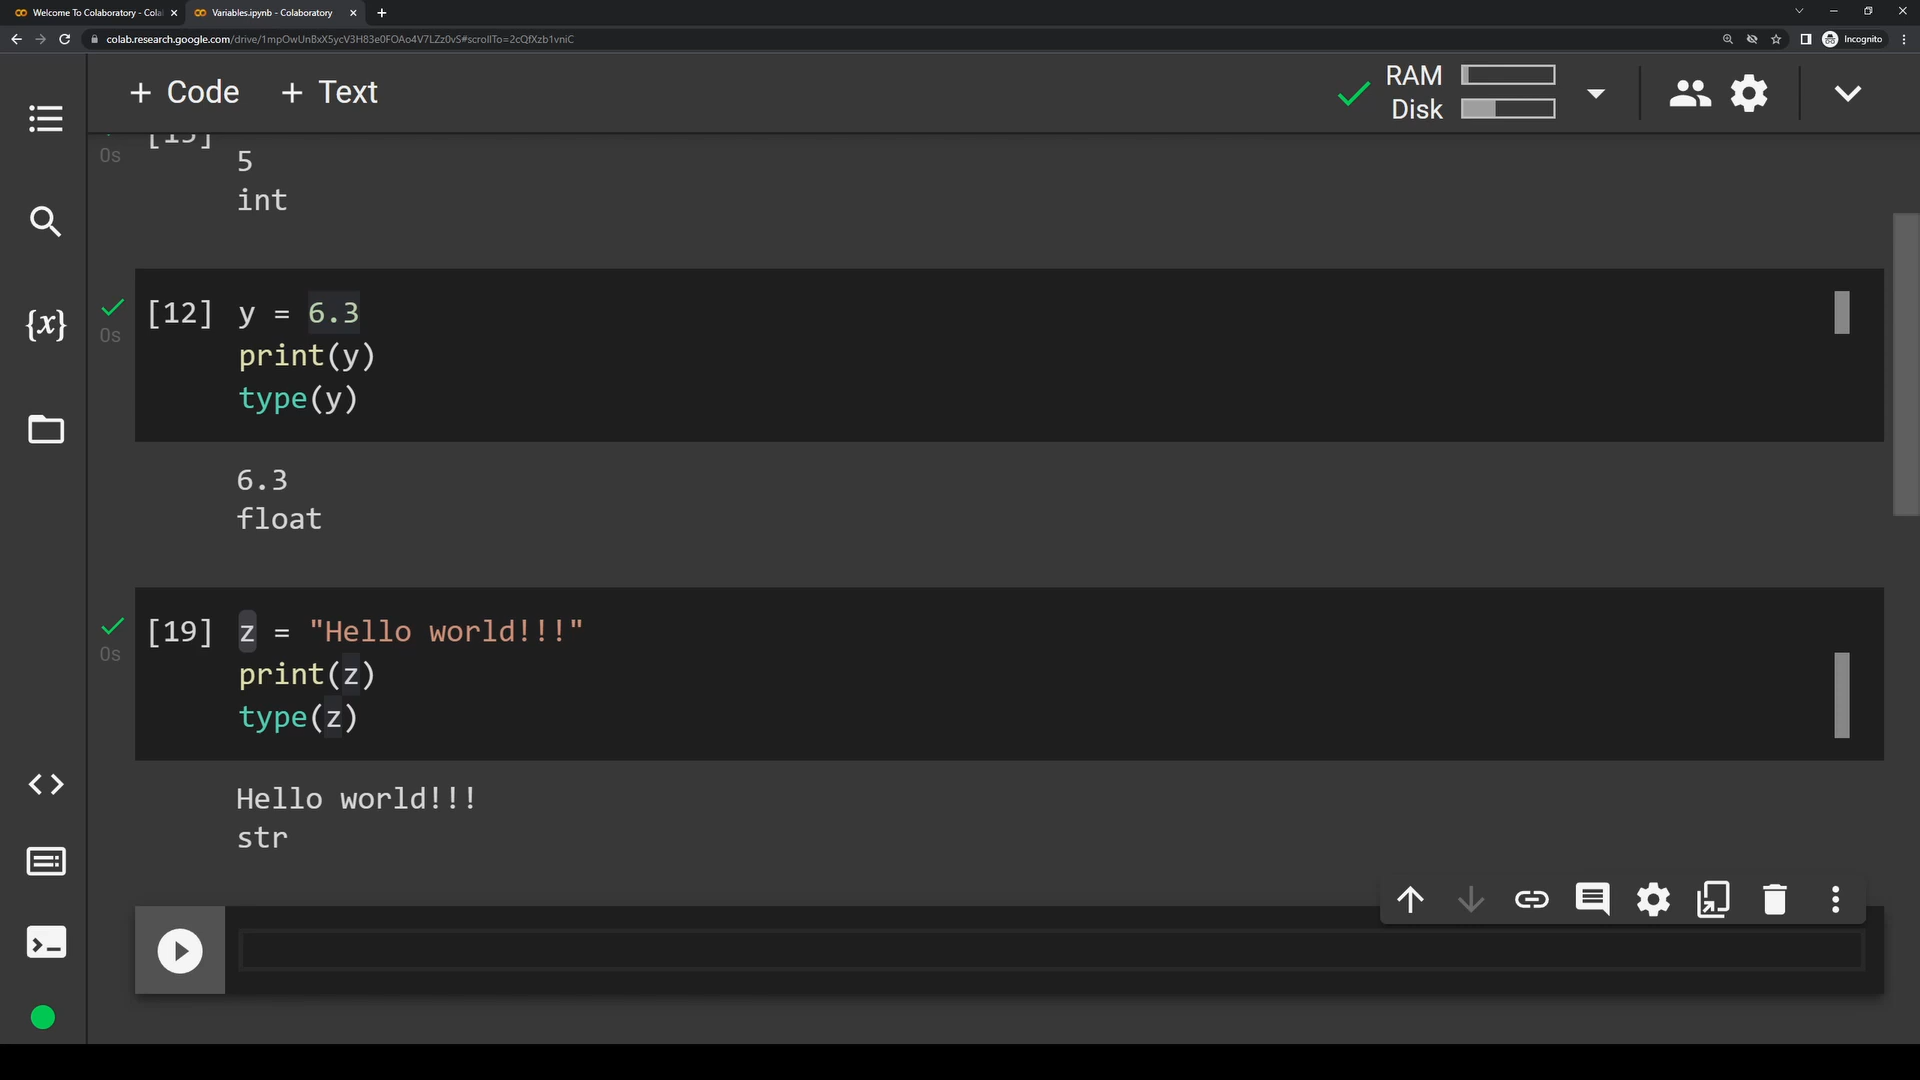 Welcome To Colaboratory - Cola
Variables.ipynb - Colaboratory
colab.research.google.com/drive/1mpOwUnBxX5ycV3H83e0FOAo4V7LZz0vS#scrollTo=2cQfXzb1vniC
Incognito
+ Code + Text
RAM
Disk
0s
5
int
[12] y = 6.3
0s
print(y)
type(y)
6.3
float
[19] z = "Hello world!!!"
0s
print(z)
type(z)
Hello world!!!
str
{x}